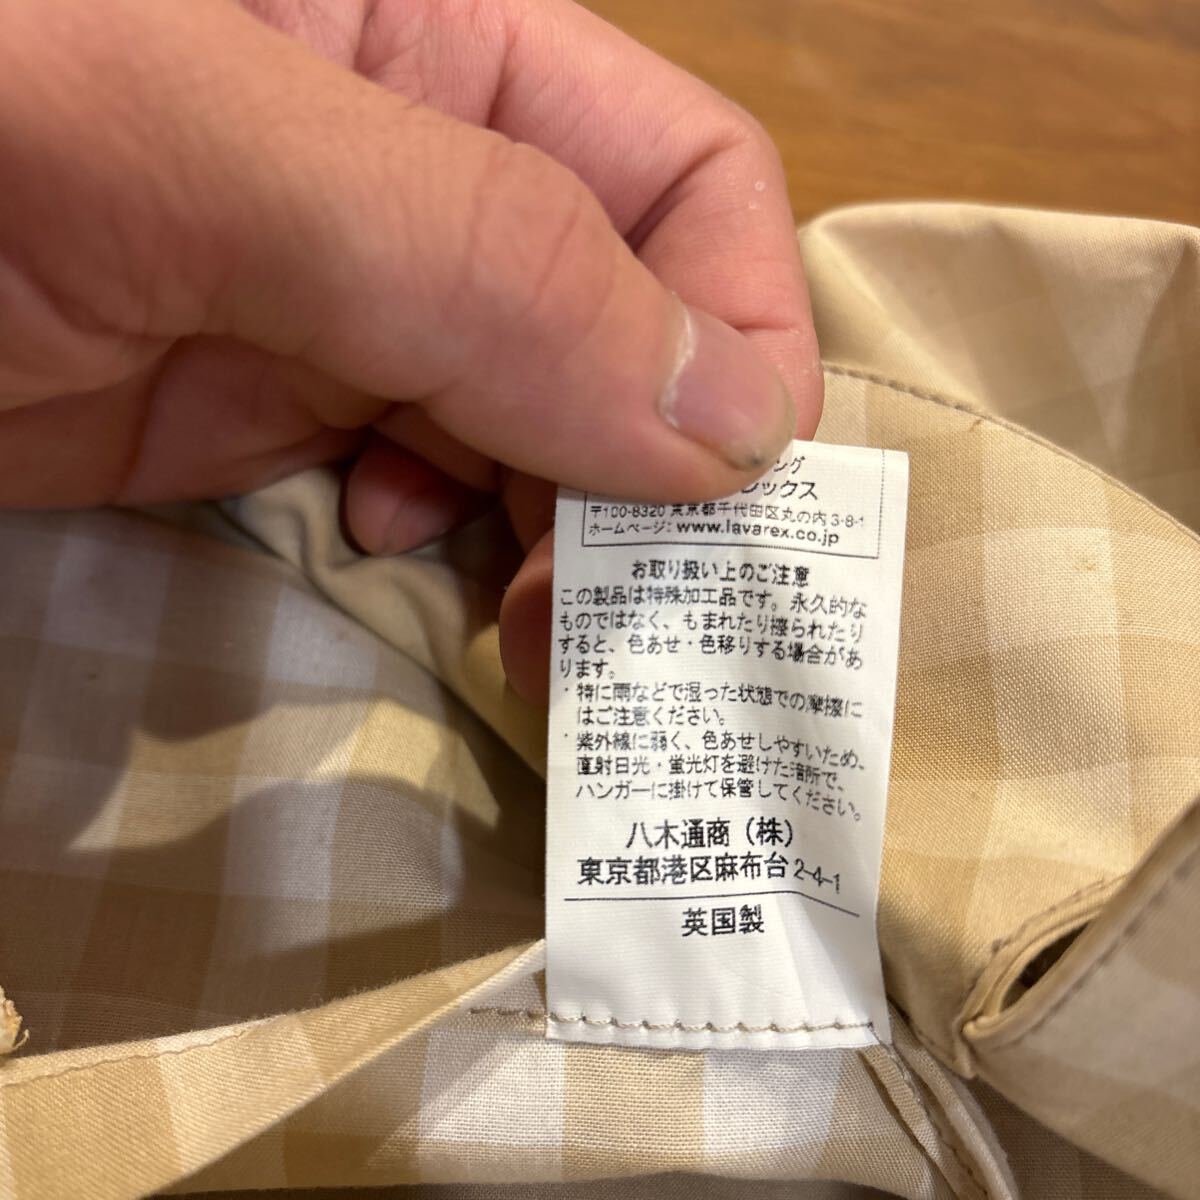 ング
レックス
〒100-8320 東京都千代田区丸の内3-8-1
ホームページ: www.lavarex.co.jp
お取り扱い上のご注意
この製品は特殊加工品です。永久的な
ものではなく、もまれたり擦られたり
すると、色あせ・色移りする場合があ
ります。
・特に雨などで湿った状態での摩擦に
はご注意ください。
・紫外線に弱く、色あせしやすいため、
直射日光・蛍光灯を避けた暗所で、
ハンガーに掛けて保管してください。
八木通商（株）
東京都港区麻布台2-4-1
英国製